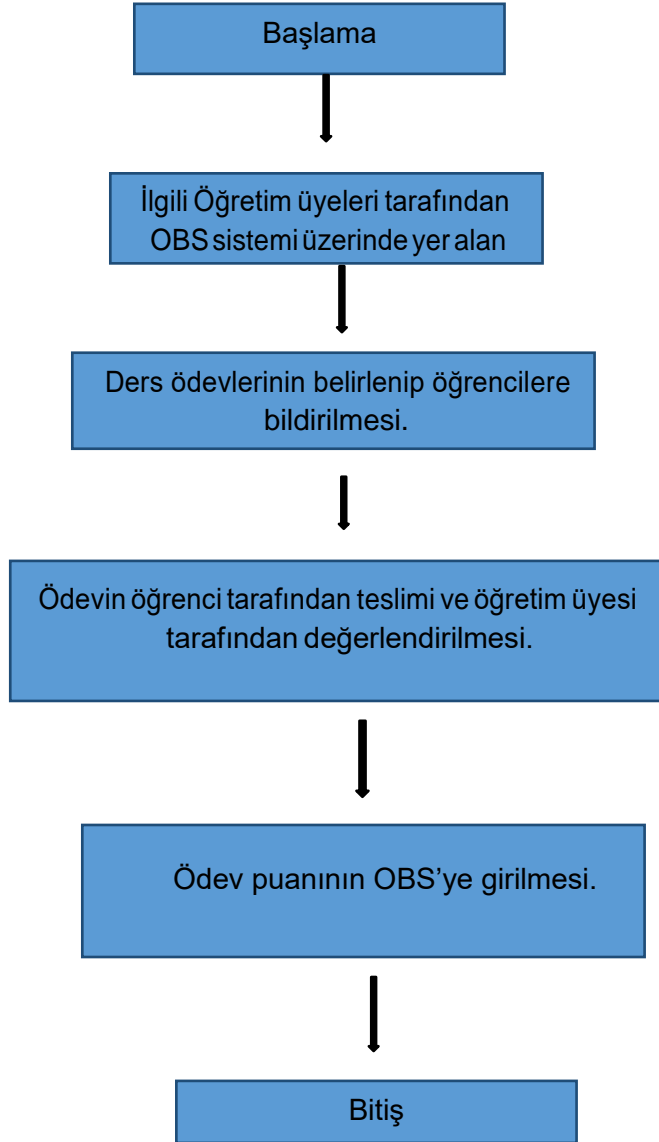 Başlama
İlgili Öğretim üyeleri tarafından
OBS sistemi üzerinde yer alan
Ders ödevlerinin belirlenip öğrencilere
bildirilmesi.
Ödevin öğrenci tarafından teslimi ve öğretim üyesi
tarafından değerlendirilmesi.
Ödev puanının OBS’ye girilmesi.
Bitiş